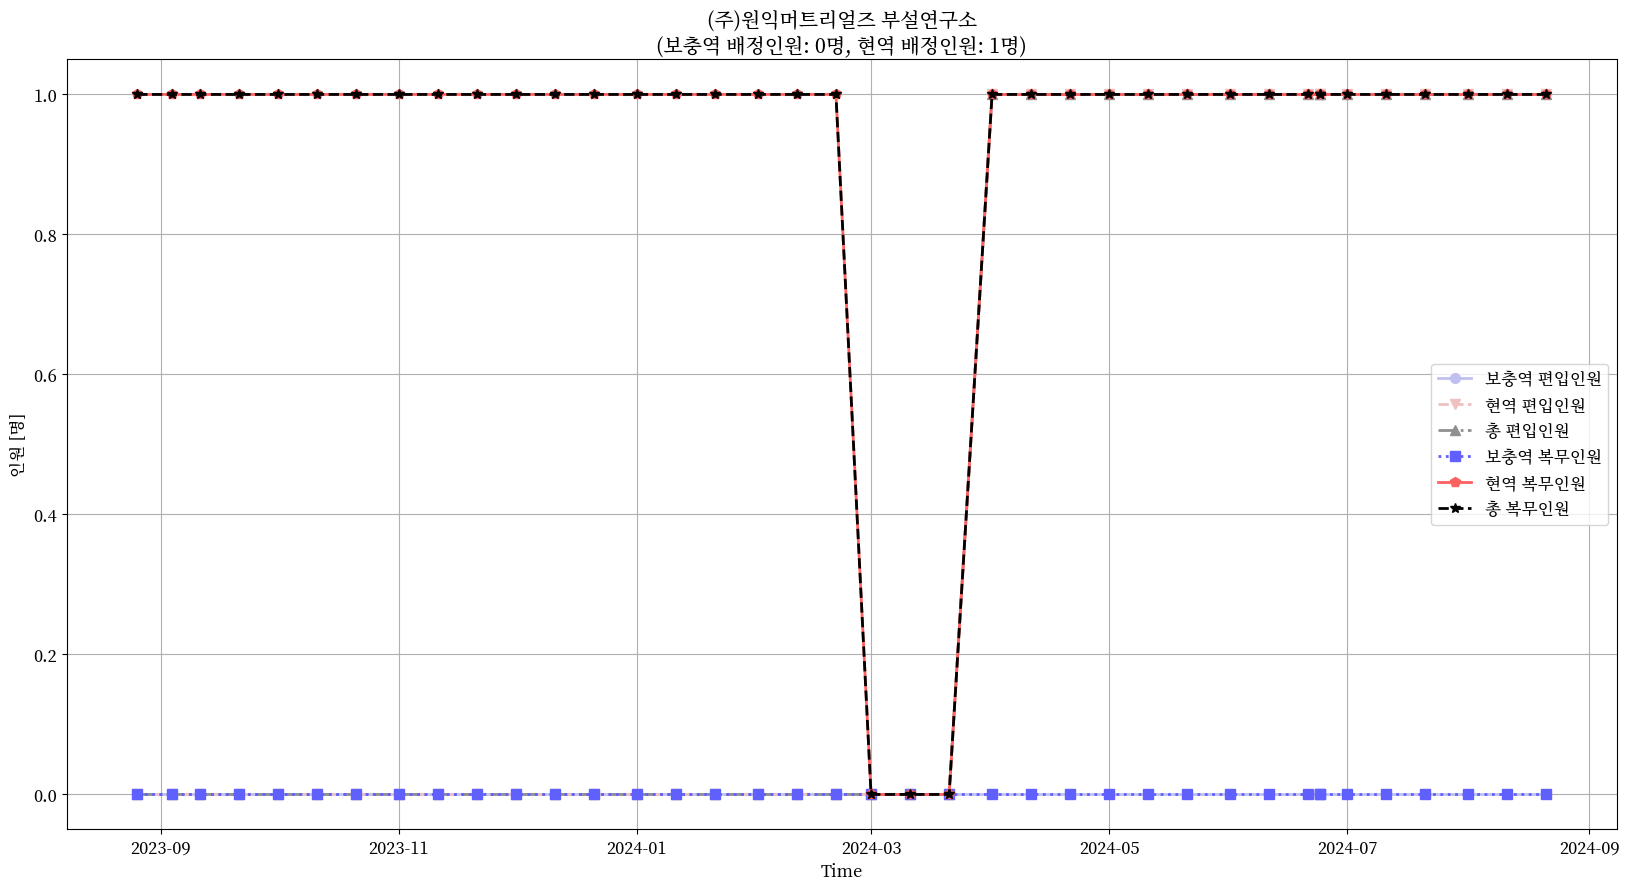 (주)원익머트리얼즈 부설연구소
(보충역 배정인원: 0명, 현역 배정인원: 1명)
인원 [명]
1.0
0.8
0.6
0.4
0.2
0.0
보충역 편입인원
현역 편입인원
총 편입인원
보충역 복무인원
현역 복무인원
총 복무인원
2023-09
2023-11
2024-01
2024-03
2024-05
2024-07
2024-09
Time